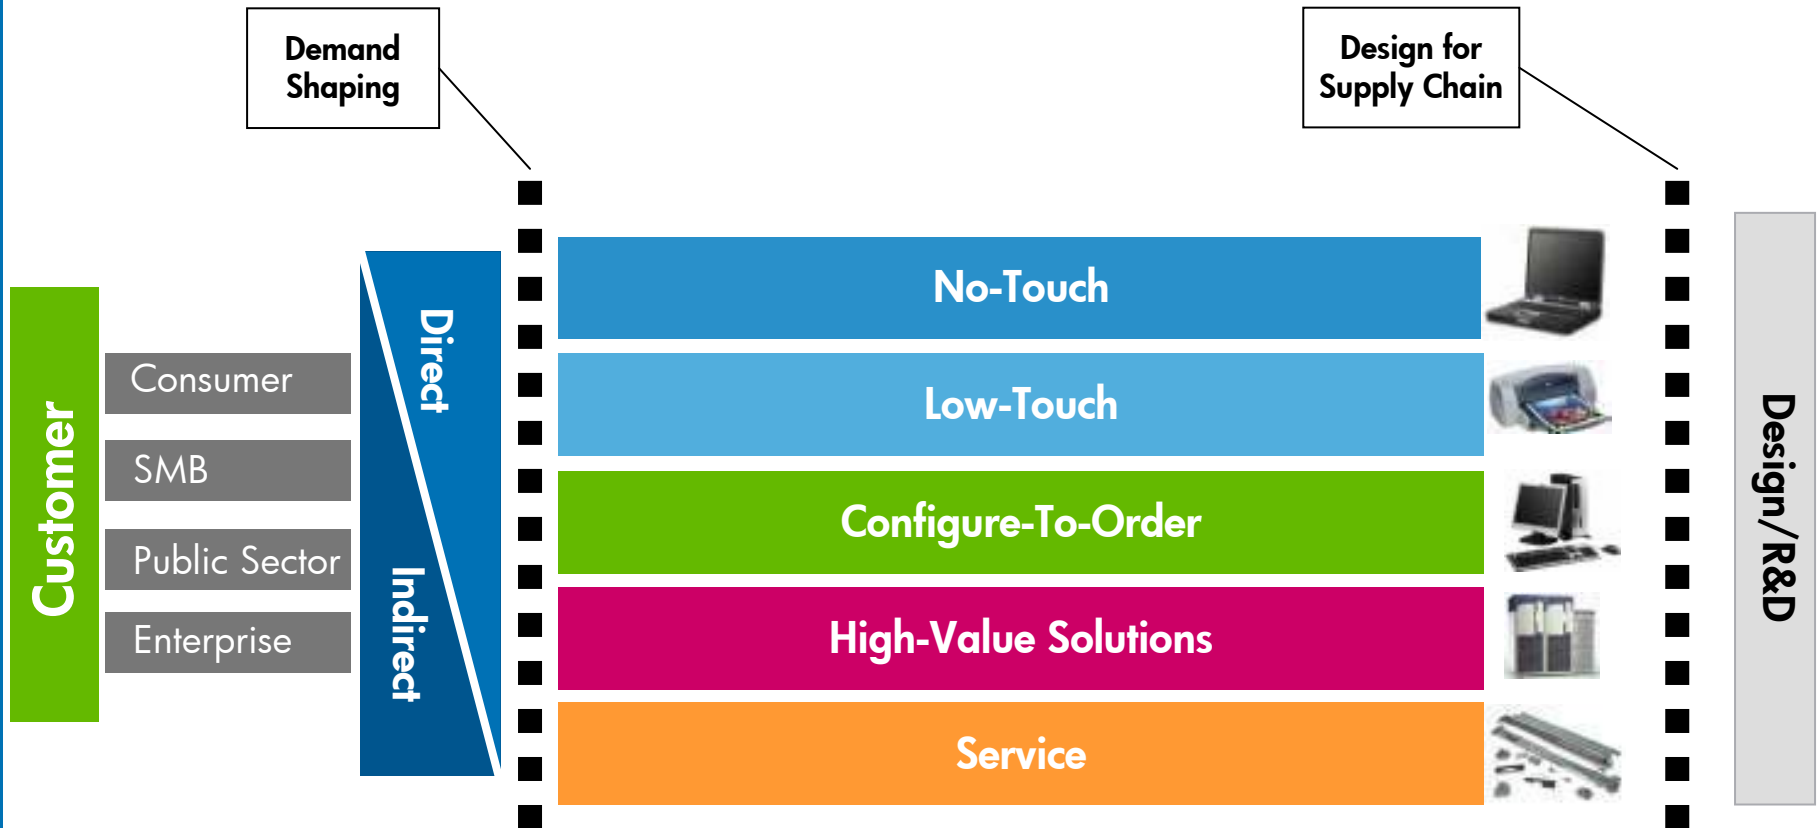 Demand
Shaping
Design for
Supply Chain
Customer
Consumer
SMB
Public Sector
Enterprise
Direct
Indirect
No-Touch
Low-Touch
Configure-To-Order
High-Value Solutions
Service
Design/R&D